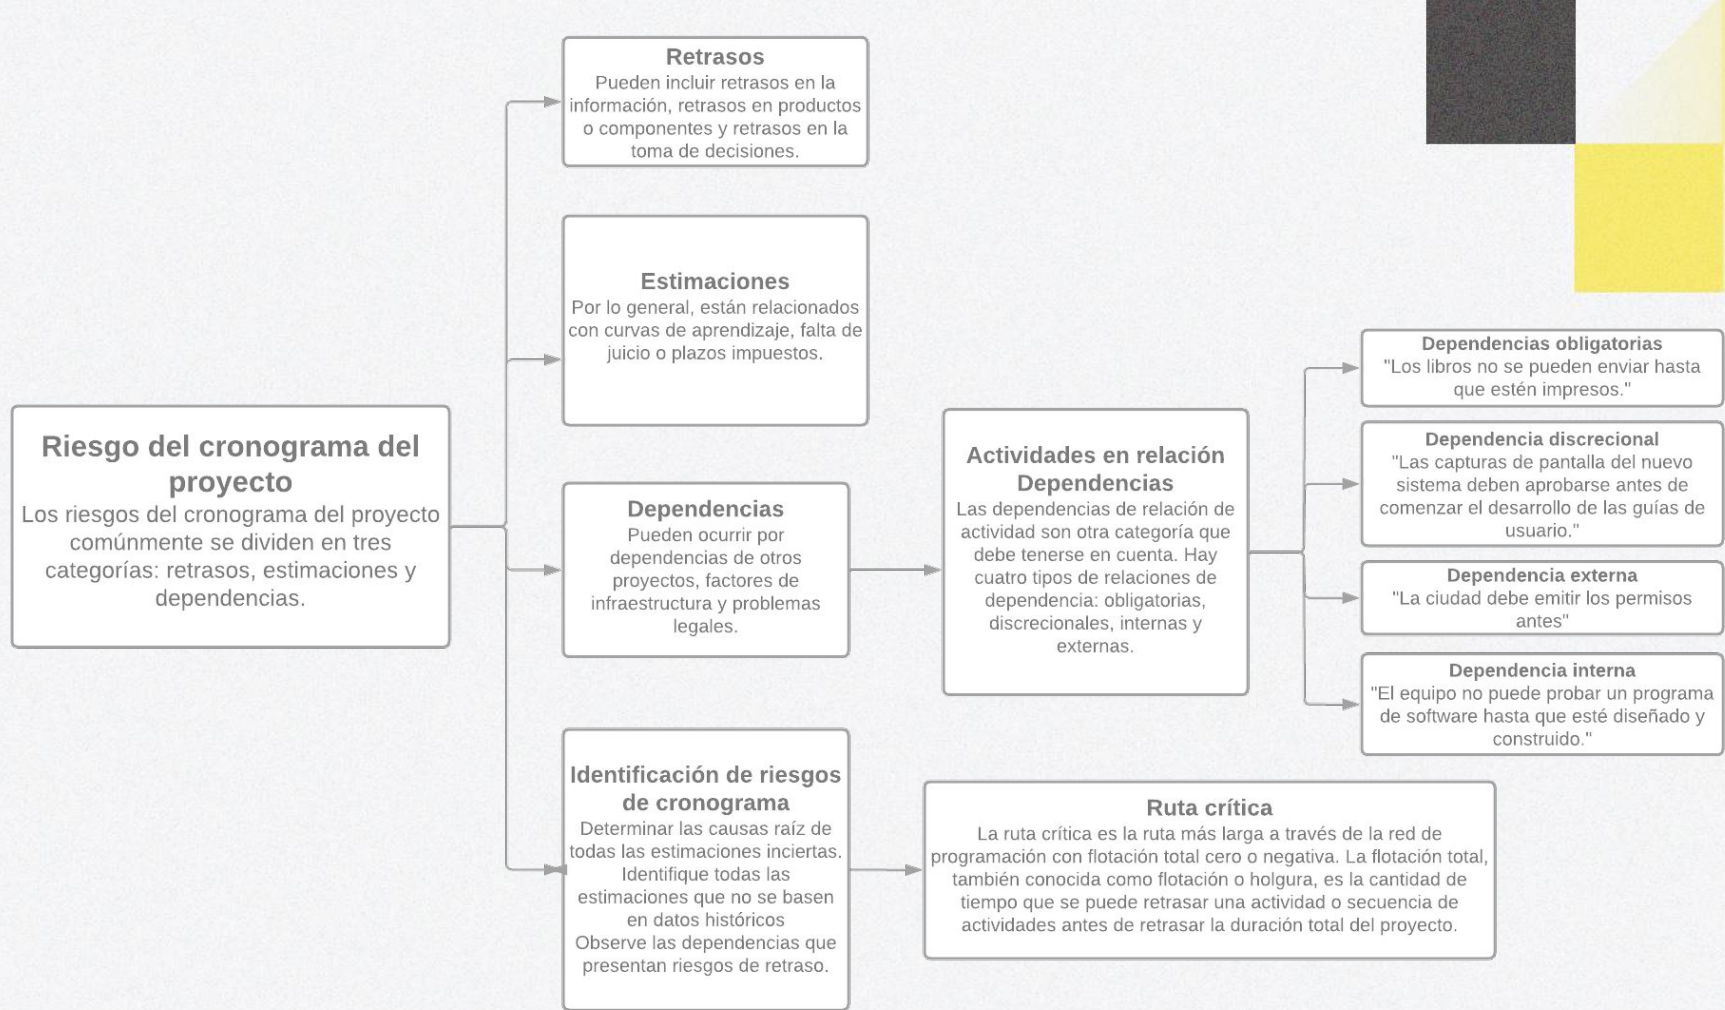 Riesgo del cronograma del
proyecto
Los riesgos del cronograma del proyecto
comúnmente se dividen en tres
categorías: retrasos, estimaciones y
dependencias.
Retrasos
Pueden incluir retrasos en la
información, retrasos en productos
o componentes y retrasos en la
toma de decisiones.
Estimaciones
Por lo general, están relacionados
con curvas de aprendizaje, falta de
juicio o plazos impuestos.
Dependencias
Pueden ocurrir por
dependencias de otros
proyectos, factores de
infraestructura y problemas
legales.
Actividades en relación
Dependencias
Las dependencias de relación de
actividad son otra categoría que
debe tenerse en cuenta. Hay
cuatro tipos de relaciones de
dependencia: obligatorias,
discrecionales, internas y
externas.
Dependencias obligatorias
"Los libros no se pueden enviar hasta
que estén impresos."
Dependencia discrecional
"Las capturas de pantalla del nuevo
sistema deben aprobarse antes de
comenzar el desarrollo de las guías de
usuario."
Dependencia externa
"La ciudad debe emitir los permisos
antes"
Dependencia interna
"El equipo no puede probar un programa
de software hasta que esté diseñado y
construido."
Identificación de riesgos
de cronograma
Determinar las causas raíz de
todas las estimaciones inciertas.
Identifique todas las
estimaciones que no se basen
en datos históricos
Observe las dependencias que
presentan riesgos de retraso.
Ruta crítica
La ruta crítica es la ruta más larga a través de la red de
programación con flotación total cero o negativa. La flotación total,
también conocida como flotación o holgura, es la cantidad de
tiempo que se puede retrasar una actividad o secuencia de
actividades antes de retrasar la duración total del proyecto.